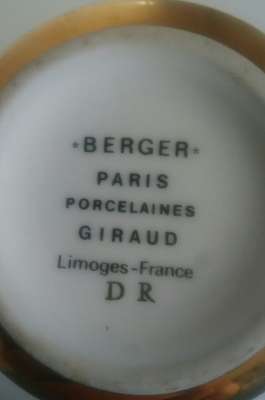 *BERGER*
PARIS
PORCELAINES
GIRAUD
Limoges-France
D R